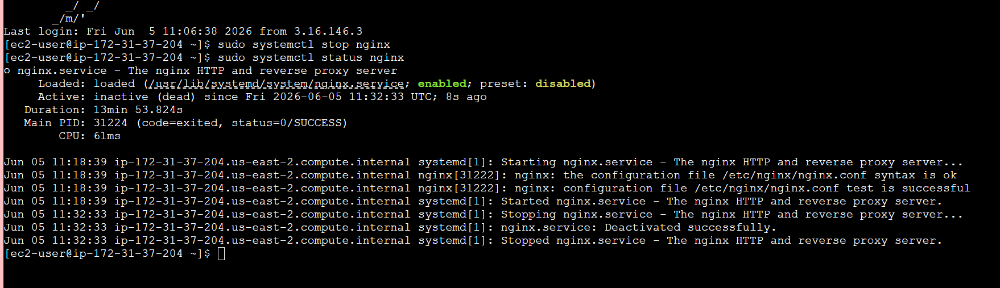 _/ _/
_/m/'
Last login: Fri Jun  5 11:06:38 2026 from 3.16.146.3
[ec2-user@ip-172-31-37-204 ~]$ sudo systemctl stop nginx
[ec2-user@ip-172-31-37-204 ~]$ sudo systemctl status nginx
○ nginx.service - The nginx HTTP and reverse proxy server
     Loaded: loaded (/usr/lib/systemd/system/nginx.service; enabled; preset: disabled)
     Active: inactive (dead) since Fri 2026-06-05 11:32:33 UTC; 8s ago
   Duration: 13min 53.824s
   Main PID: 31224 (code=exited, status=0/SUCCESS)
        CPU: 61ms
Jun 05 11:18:39 ip-172-31-37-204.us-east-2.compute.internal systemd[1]: Starting nginx.service - The nginx HTTP and reverse proxy server...
Jun 05 11:18:39 ip-172-31-37-204.us-east-2.compute.internal nginx[31222]: nginx: the configuration file /etc/nginx/nginx.conf syntax is ok
Jun 05 11:18:39 ip-172-31-37-204.us-east-2.compute.internal nginx[31222]: nginx: configuration file /etc/nginx/nginx.conf test is successful
Jun 05 11:18:39 ip-172-31-37-204.us-east-2.compute.internal systemd[1]: Started nginx.service - The nginx HTTP and reverse proxy server.
Jun 05 11:32:33 ip-172-31-37-204.us-east-2.compute.internal systemd[1]: Stopping nginx.service - The nginx HTTP and reverse proxy server...
Jun 05 11:32:33 ip-172-31-37-204.us-east-2.compute.internal systemd[1]: nginx.service: Deactivated successfully.
Jun 05 11:32:33 ip-172-31-37-204.us-east-2.compute.internal systemd[1]: Stopped nginx.service - The nginx HTTP and reverse proxy server.
[ec2-user@ip-172-31-37-204 ~]$